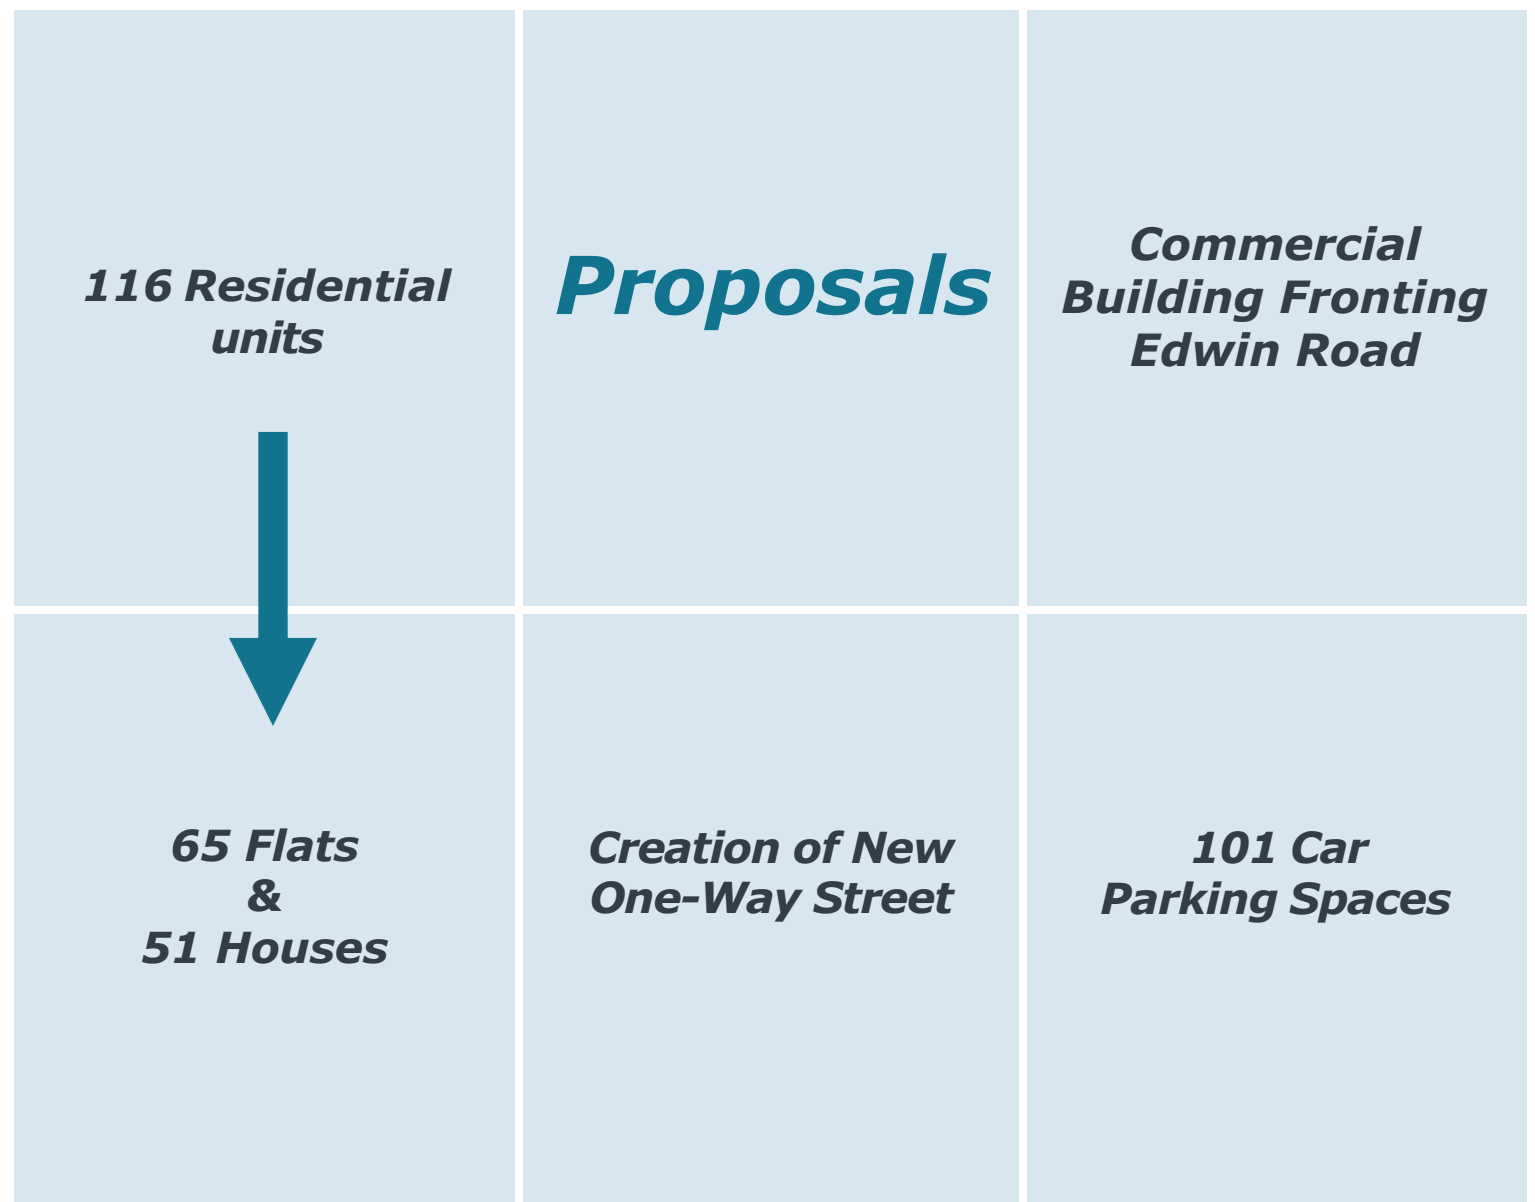 116 Residential
units
Proposals
Commercial
Building Fronting
Edwin Road
65 Flats
&
51 Houses
Creation of New
One-Way Street
101 Car
Parking Spaces